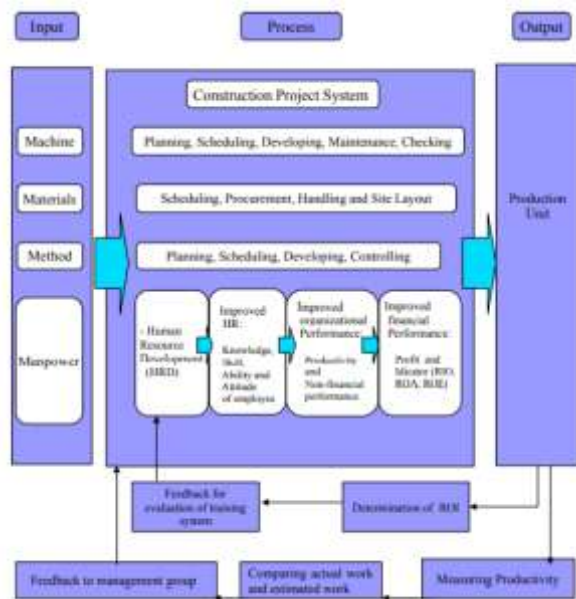 Input
Process
Output
Construction Project System
Machine
Planning, Scheduling, Developing, Maintenance, Checking
Materials
Scheduling, Procurement, Handling and Site Layout
Production
Unit
Method
Planning, Scheduling, Developing, Controlling
Manpower
- Human
Resource
Development
(HRD)
Improved
HR:
Knowledge,
Skill,
Ability and
Attitude
of employee
Improved
organizational
Performance:
Productivity
and
Non-financial
performance
Improved
financial
Performance:
Profit and
ROA, ROE)
Feedback for
evaluation of training
system
Determination of ROI
Feedback to management group
Comparing actual work
and estimated work
Measuring Productivity